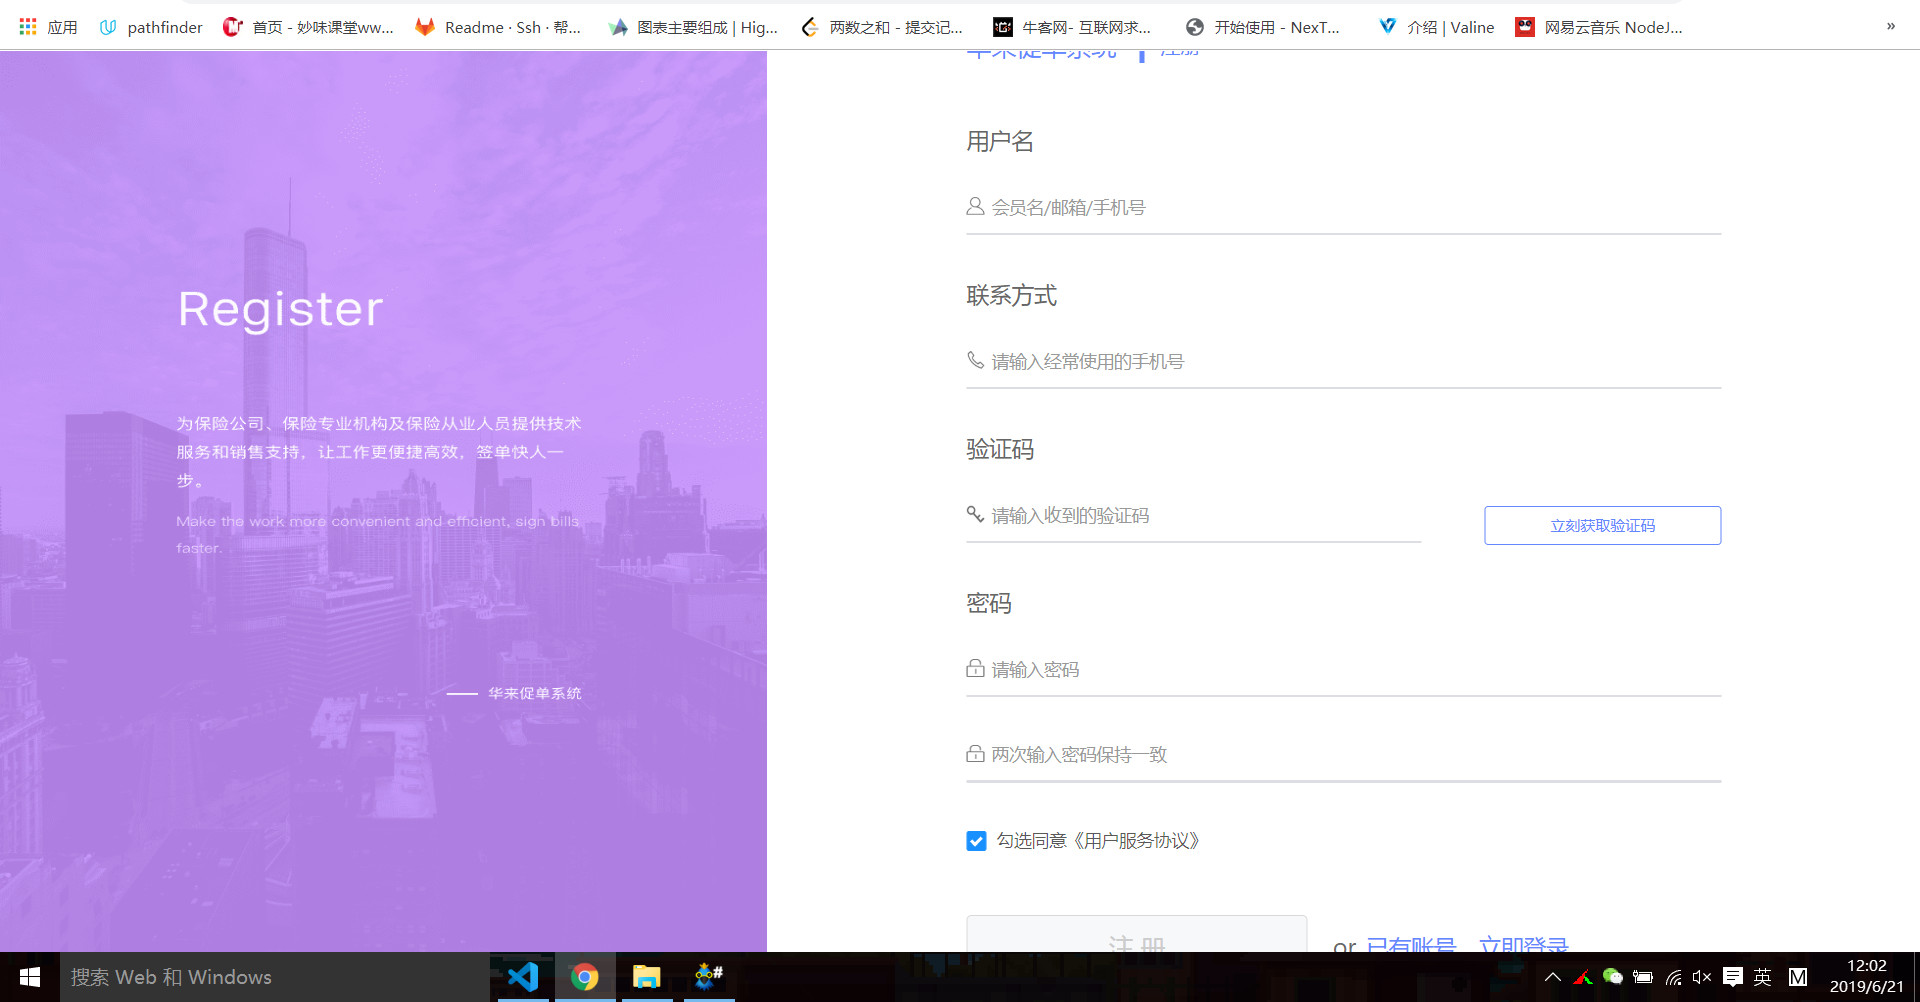 应用
pathfinder
首页 - 妙味课堂ww...
Readme · Ssh · 帮...
图表主要组成 | Hig...
两数之和 - 提交记...
牛客网- 互联网求...
开始使用 - NexT...
介绍 | Valine
网易云音乐 NodeJ...
»
华来促单系统 注册
Register
为保险公司、保险专业机构及保险从业人员提供技术
服务和销售支持，让工作更便捷高效，签单快人一
步。
Make the work more convenient and efficient, sign bills
faster.
华来促单系统
用户名
会员名/邮箱/手机号
联系方式
请输入经常使用的手机号
验证码
请输入收到的验证码
立刻获取验证码
密码
请输入密码
两次输入密码保持一致
勾选同意《用户服务协议》
注 册
or 已有账号，立即登录
搜索 Web 和 Windows
英
M
12:02
2019/6/21